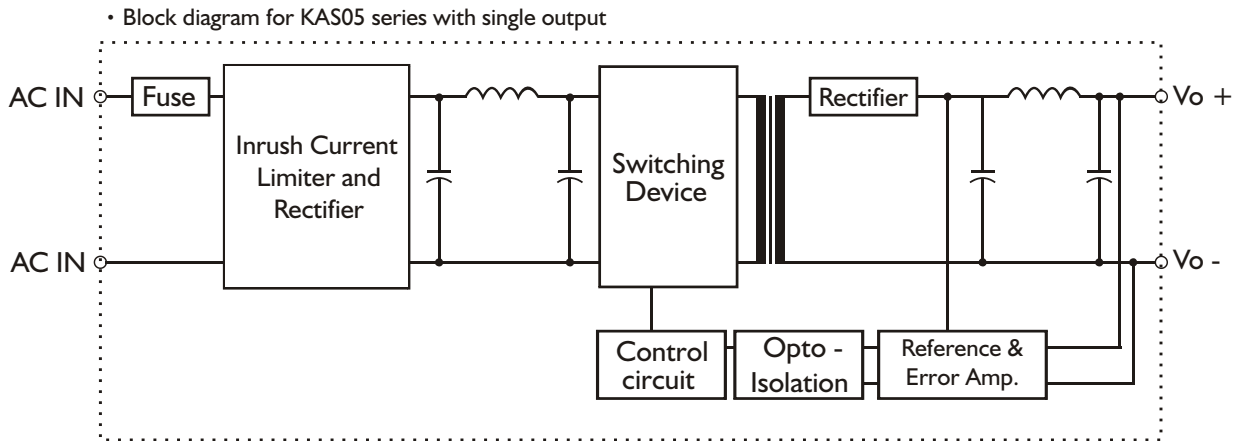 • Block diagram for KAS05 series with single output
AC IN
Fuse
Inrush Current
Limiter and
Rectifier
Switching
Device
Rectifier
Vo +
AC IN
Vo -
Control
circuit
Opto -
Isolation
Reference &
Error Amp.